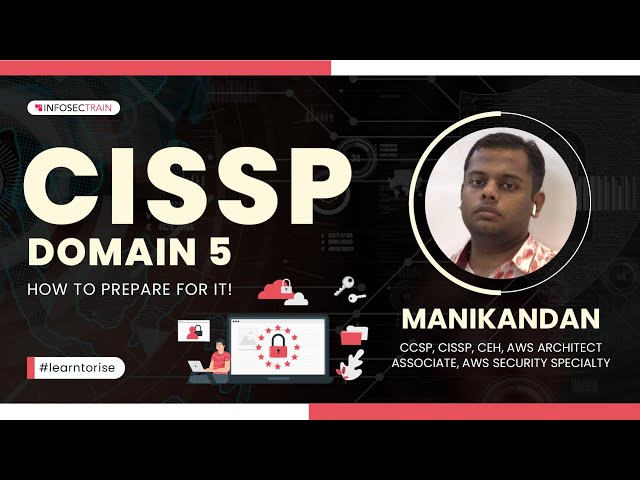 INFOSECTRAIN
CISSP
DOMAIN 5
HOW TO PREPARE FOR IT!
#learntorise
MANIKANDAN
CCSP, CISSP, CEH, AWS ARCHITECT
ASSOCIATE, AWS SECURITY SPECIALTY